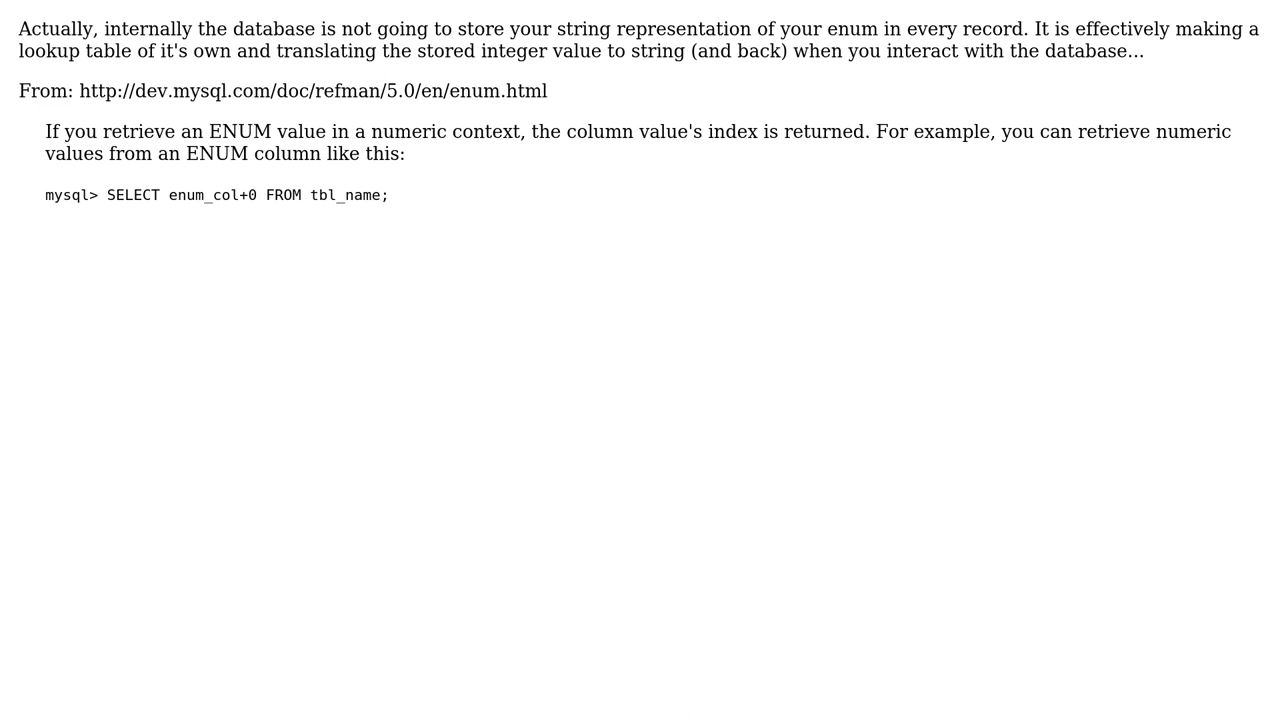 Actually, internally the database is not going to store your string representation of your enum in every record. It is effectively making a
lookup table of it's own and translating the stored integer value to string (and back) when you interact with the database...
From: http://dev.mysql.com/doc/refman/5.0/en/enum.html
If you retrieve an ENUM value in a numeric context, the column value's index is returned. For example, you can retrieve numeric
values from an ENUM column like this:
mysql> SELECT enum_col+0 FROM tbl_name;